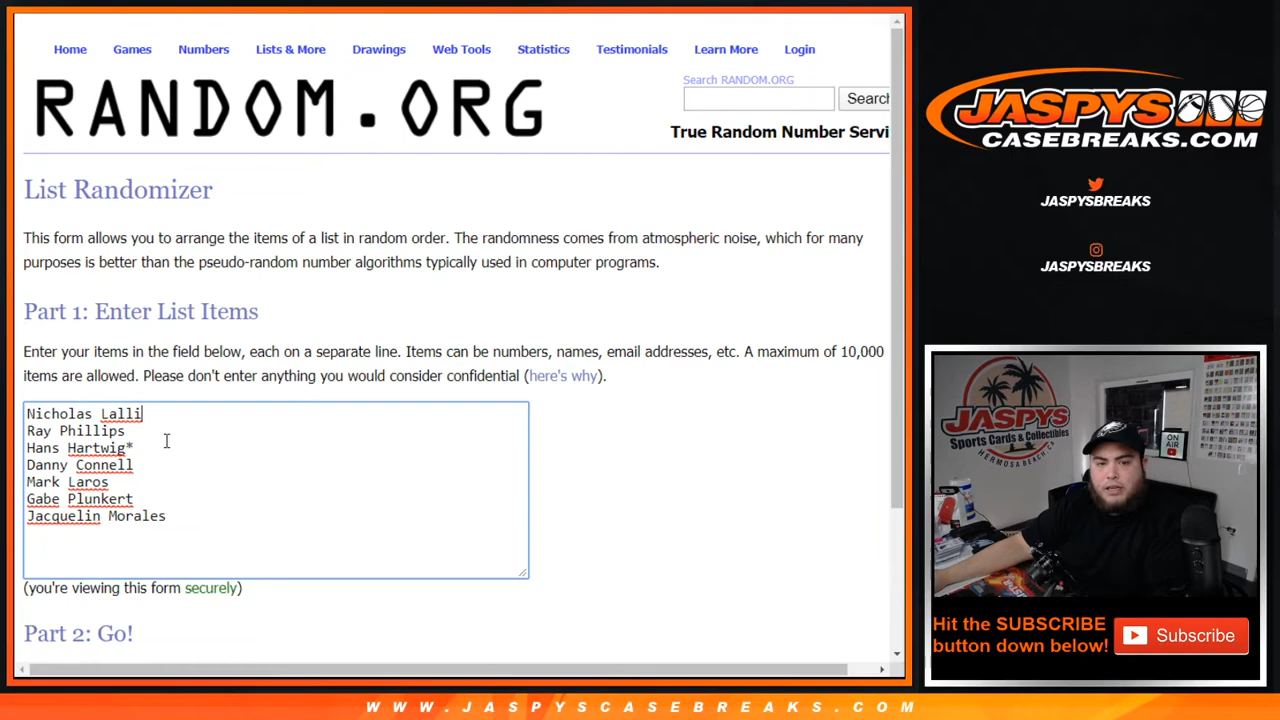 Home Games Numbers Lists & More Drawings Web Tools Statistics Testimonials Learn More Login
RANDOM.ORG
Search RANDOM.ORG
Search
True Random Number Servi
List Randomizer
This form allows you to arrange the items of a list in random order. The randomness comes from atmospheric noise, which for many
purposes is better than the pseudo-random number algorithms typically used in computer programs.
Part 1: Enter List Items
Enter your items in the field below, each on a separate line. Items can be numbers, names, email addresses, etc. A maximum of 10,000
items are allowed. Please don't enter anything you would consider confidential (here's why).
Nicholas Lalli
Ray Phillips
Hans Hartwig*
Danny Connell
Mark Laros
Gabe Plunkert
Jacquelin Morales
(you're viewing this form securely)
Part 2: Go!
JASPYS
CASEBREAKS.COM
JASPYSBREAKS
JASPYSBREAKS
JASPYS
Sports Cards & Collectibles
HERMOSA BEACH, CA
ON AIR
Hit the SUBSCRIBE
button down below!
Subscribe
WWW.JASPYSCASEBREAKS.COM